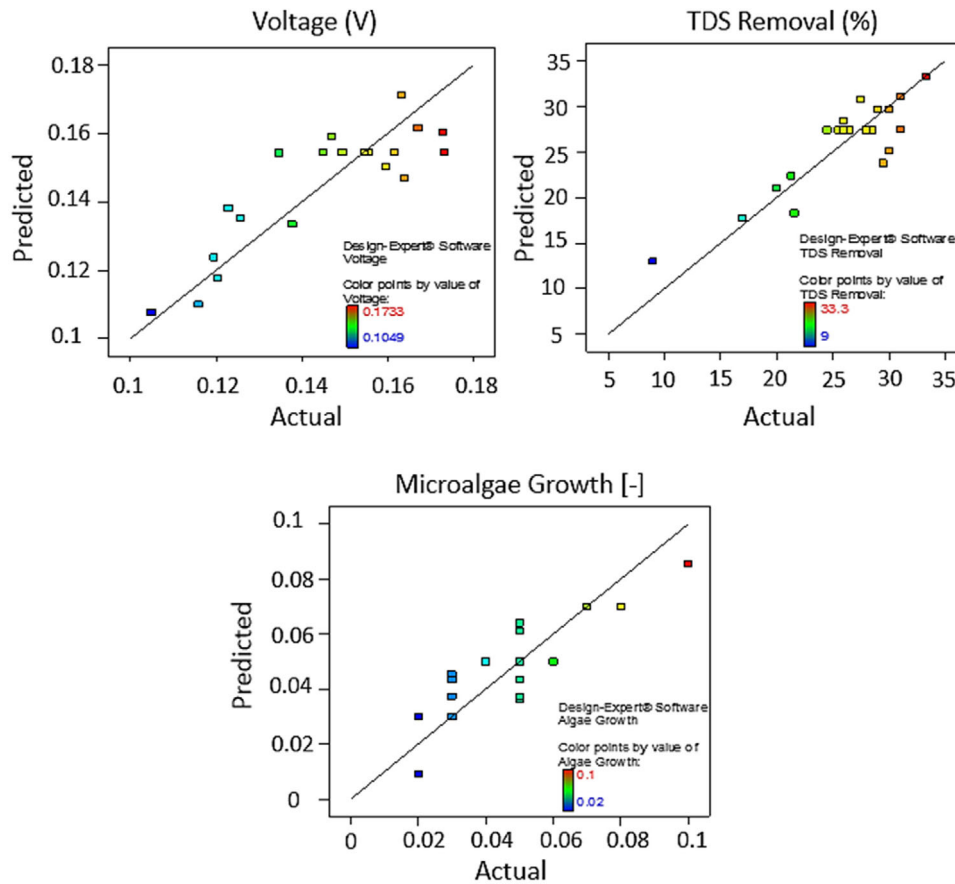 Voltage (V)
0.18
0.16
0.14
0.12
0.1
Predicted
Design-Expert® Software
Voltage
Color points by value of
Voltage:
0.1733
0.1049
0.1
0.12
0.14
0.16
0.18
Actual
TDS Removal (%)
35
30
25
20
15
10
5
Predicted
Design-Expert® Software
TDS Removal
Color points by value of
TDS Removal:
33.3
9
5
10
15
20
25
30
35
Actual
Microalgae Growth [-]
0.1
0.08
0.06
0.04
0.02
0
Predicted
Design-Expert® Software
Algae Growth
Color points by value of
Algae Growth:
0.1
0.02
0
0.02
0.04
0.06
0.08
0.1
Actual